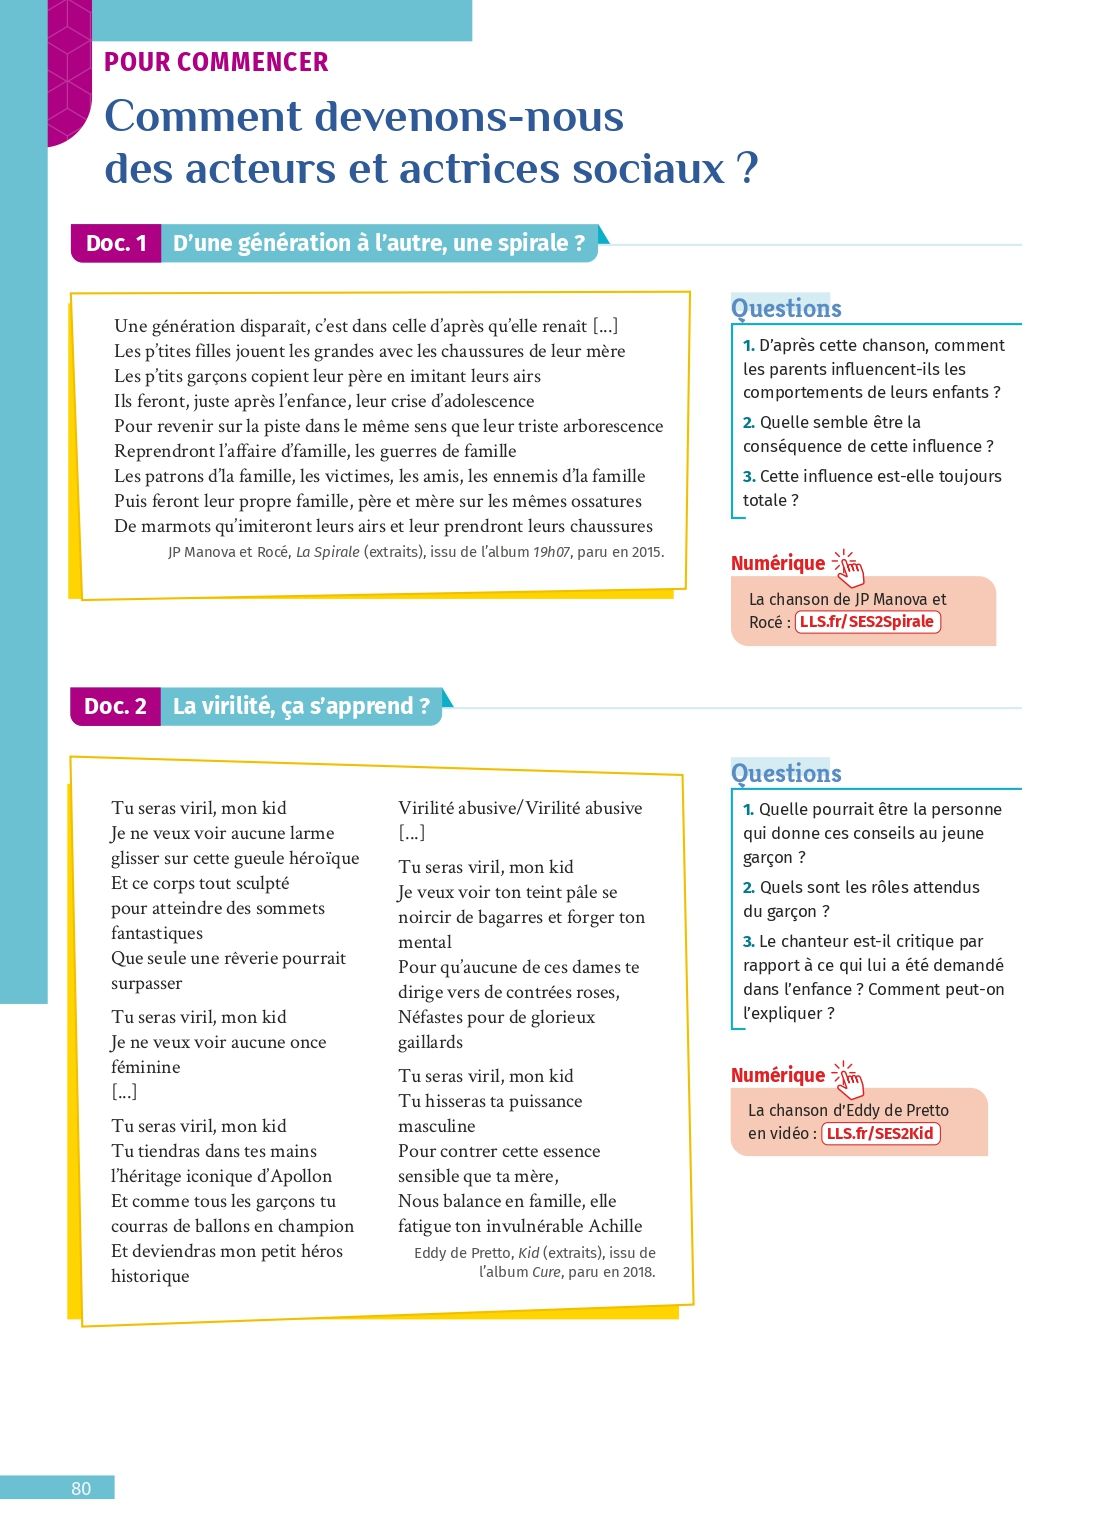 POUR COMMENCER
Comment devenons-nous
des acteurs et actrices sociaux ?
Doc. 1 D’une génération à l’autre, une spirale ?
Une génération disparaît, c’est dans celle d’après qu’elle renaît [...]
Les p’tites filles jouent les grandes avec les chaussures de leur mère
Les p’tits garçons copient leur père en imitant leurs airs
Ils feront, juste après l’enfance, leur crise d’adolescence
Pour revenir sur la piste dans le même sens que leur triste arborescence
Reprendront l’affaire d’famille, les guerres de famille
Les patrons d’la famille, les victimes, les amis, les ennemis d’la famille
Puis feront leur propre famille, père et mère sur les mêmes ossatures
De marmots qu’imiteront leurs airs et leur prendront leurs chaussures
JP Manova et Rocé, La Spirale (extraits), issu de l’album 19h07, paru en 2015.
Questions
1. D’après cette chanson, comment
les parents influencent-ils les
comportements de leurs enfants ?
2. Quelle semble être la
conséquence de cette influence ?
3. Cette influence est-elle toujours
totale ?
Numérique
La chanson de JP Manova et
Rocé : LLS.fr/SES2Spirale
Doc. 2 La virilité, ça s’apprend ?
Tu seras viril, mon kid
Je ne veux voir aucune larme
glisser sur cette gueule héroïque
Et ce corps tout sculpté
pour atteindre des sommets
fantastiques
Que seule une rêverie pourrait
surpasser
Tu seras viril, mon kid
Je ne veux voir aucune once
féminine
[...]
Tu seras viril, mon kid
Tu tiendras dans tes mains
l’héritage iconique d’Apollon
Et comme tous les garçons tu
courras de ballons en champion
Et deviendras mon petit héros
historique
Virilité abusive/Virilité abusive
[...]
Tu seras viril, mon kid
Je veux voir ton teint pâle se
noircir de bagarres et forger ton
mental
Pour qu’aucune de ces dames te
dirige vers de contrées roses,
Néfastes pour de glorieux
gaillards
Tu seras viril, mon kid
Tu hisseras ta puissance
masculine
Pour contrer cette essence
sensible que ta mère,
Nous balance en famille, elle
fatigue ton invulnérable Achille
Eddy de Pretto, Kid (extraits), issu de
l’album Cure, paru en 2018.
Questions
1. Quelle pourrait être la personne
qui donne ces conseils au jeune
garçon ?
2. Quels sont les rôles attendus
du garçon ?
3. Le chanteur est-il critique par
rapport à ce qui lui a été demandé
dans l’enfance ? Comment peut-on
l’expliquer ?
Numérique
La chanson d’Eddy de Pretto
en vidéo : LLS.fr/SES2Kid
80